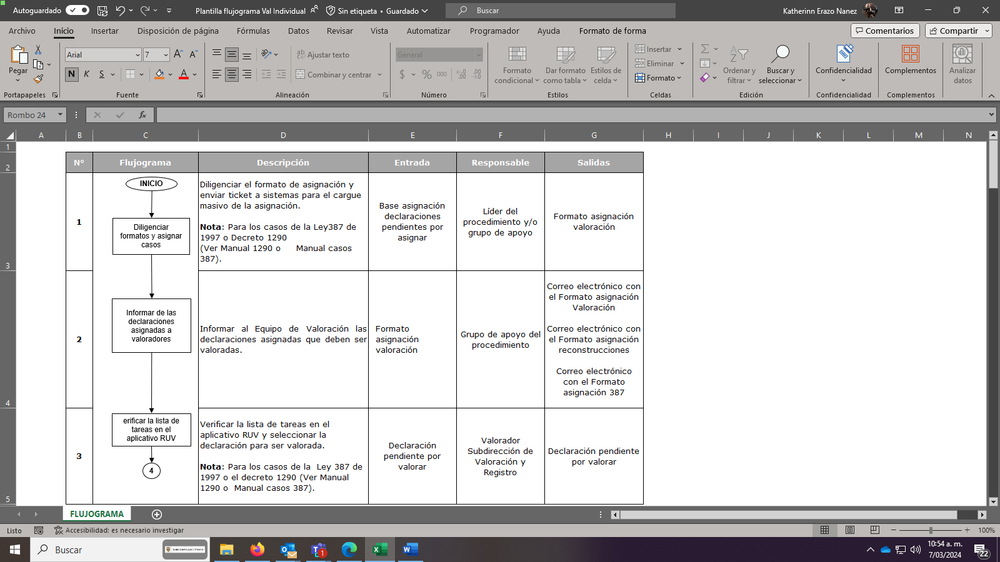 Autoguardado
Plantilla flujograma Val Individual
Sin etiqueta • Guardado
Buscar
Katherinn Erazo Nanez
Archivo
Inicio
Insertar
Disposición de página
Fórmulas
Datos
Revisar
Vista
Automatizar
Programador
Ayuda
Formato de forma
Comentarios
Compartir
Pegar
Portapapeles
Arial
7
N K S
A
Fuente
Ajustar texto
Combinar y centrar
Alineación
General
$ % 000
Número
Formato
condicional
Dar formato
como tabla
Estilos de
celda
Estilos
Insertar
Eliminar
Formato
Celdas
Ordenar y
filtrar
Buscar y
seleccionar
Edición
Confidencialidad
Confidencialidad
Complementos
Complementos
Analizar
datos
Rombo 24
fx
A B C D E F G H I J K L M N
1
2
3
4
5
N° Flujograma Descripción Entrada Responsable Salidas
1
INICIO
Diligenciar
formatos y asignar
casos
Diligenciar el formato de asignación y
enviar ticket a sistemas para el cargue
masivo de la asignación.
Nota: Para los casos de la Ley387 de
1997 o Decreto 1290
(Ver Manual 1290 o Manual casos
387).
Base asignación
declaraciones
pendientes por
asignar
Líder del
procedimiento y/o
grupo de apoyo
Formato asignación
valoración
2
Informar de las
declaraciones
asignadas a
valoradores
Informar al Equipo de Valoración las
declaraciones asignadas que deben ser
valoradas.
Formato
asignación
valoración
Grupo de apoyo del
procedimiento
Correo electrónico con
el Formato asignación
Valoración
Correo electrónico con
el Formato asignación
reconstrucciones
Correo electrónico
con el Formato
asignación 387
3
erificar la lista de
tareas en el
aplicativo RUV
4
Verificar la lista de tareas en el
aplicativo RUV y seleccionar la
declaración para ser valorada.
Nota: Para los casos de la Ley 387 de
1997 o el decreto 1290 (Ver Manual
1290 o Manual casos 387).
Declaración
pendiente por
valorar
Valorador
Subdirección de
Valoración y
Registro
Declaración pendiente
por valorar
FLUJOGRAMA
Listo
Accesibilidad: es necesario investigar
100%
Buscar
1
10:54 a. m.
7/03/2024
22